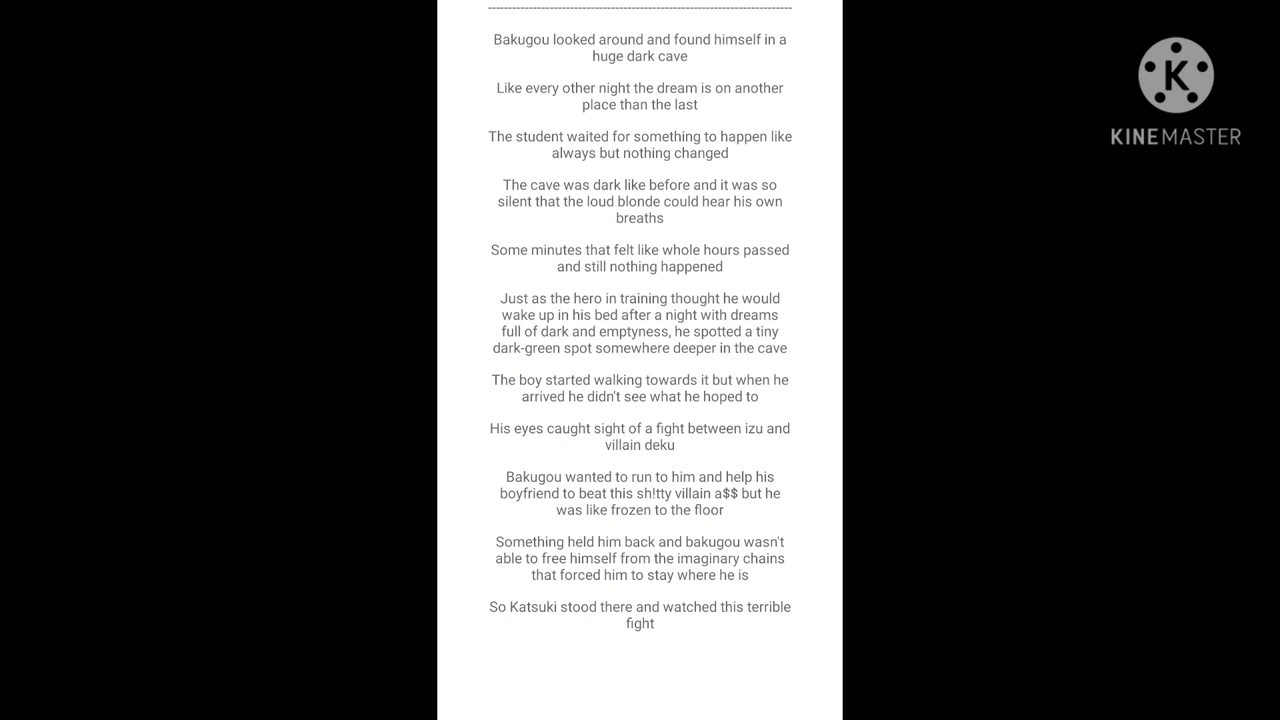 Bakugou looked around and found himself in a
huge dark cave
Like every other night the dream is on another
place than the last
The student waited for something to happen like
always but nothing changed
The cave was dark like before and it was so
silent that the loud blonde could hear his own
breaths
Some minutes that felt like whole hours passed
and still nothing happened
Just as the hero in training thought he would
wake up in his bed after a night with dreams
full of dark and emptyness, he spotted a tiny
dark-green spot somewhere deeper in the cave
The boy started walking towards it but when he
arrived he didn't see what he hoped to
His eyes caught sight of a fight between izu and
villain deku
Bakugou wanted to run to him and help his
boyfriend to beat this sh!tty villain a$$ but he
was like frozen to the floor
Something held him back and bakugou wasn't
able to free himself from the imaginary chains
that forced him to stay where he is
So Katsuki stood there and watched this terrible
fight
K
KINEMASTER